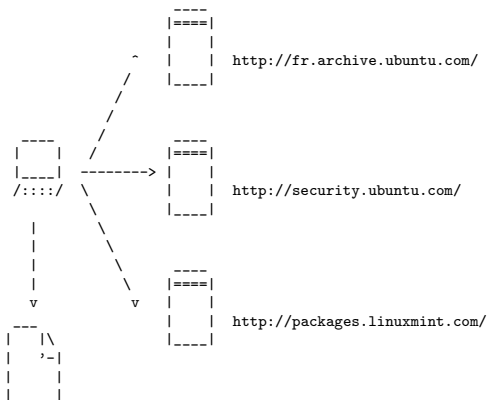 http://fr.archive.ubuntu.com/
http://security.ubuntu.com/
http://packages.linuxmint.com/